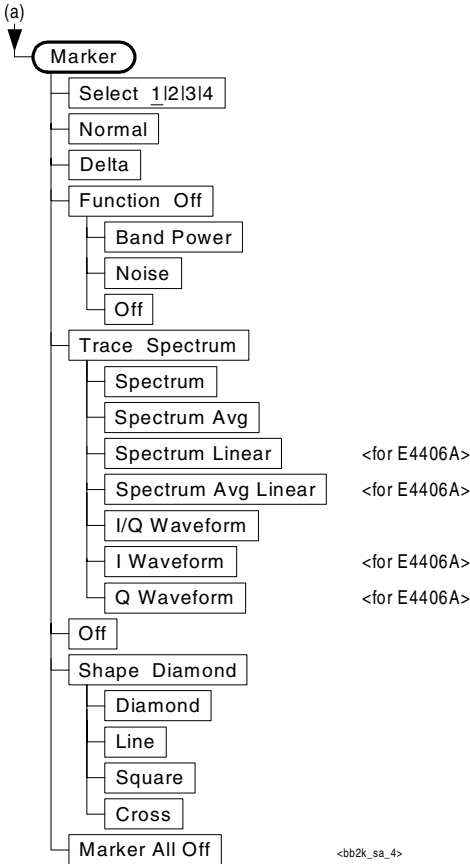 (a)
Marker
Select 1|2|3|4
Normal
Delta
Function Off
Band Power
Noise
Off
Trace Spectrum
Spectrum
Spectrum Avg
Spectrum Linear <for E4406A>
Spectrum Avg Linear <for E4406A>
I/Q Waveform
I Waveform <for E4406A>
Q Waveform <for E4406A>
Off
Shape Diamond
Diamond
Line
Square
Cross
Marker All Off <bb2k_sa_4>